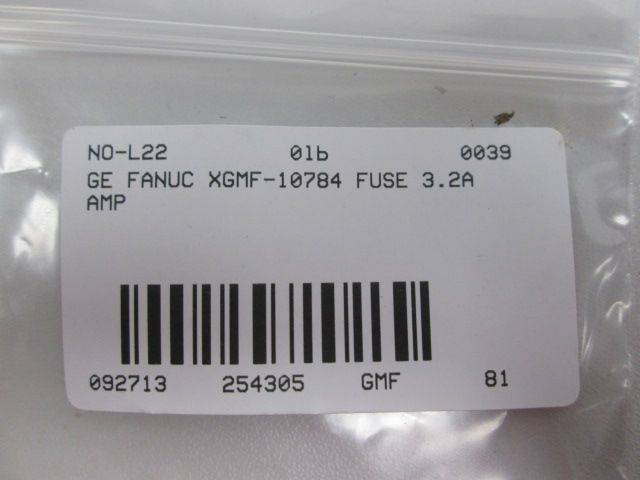 NO-L22 01b 0039
GE FANUC XGMF-10784 FUSE 3.2A
AMP
092713 254305 GMF 81